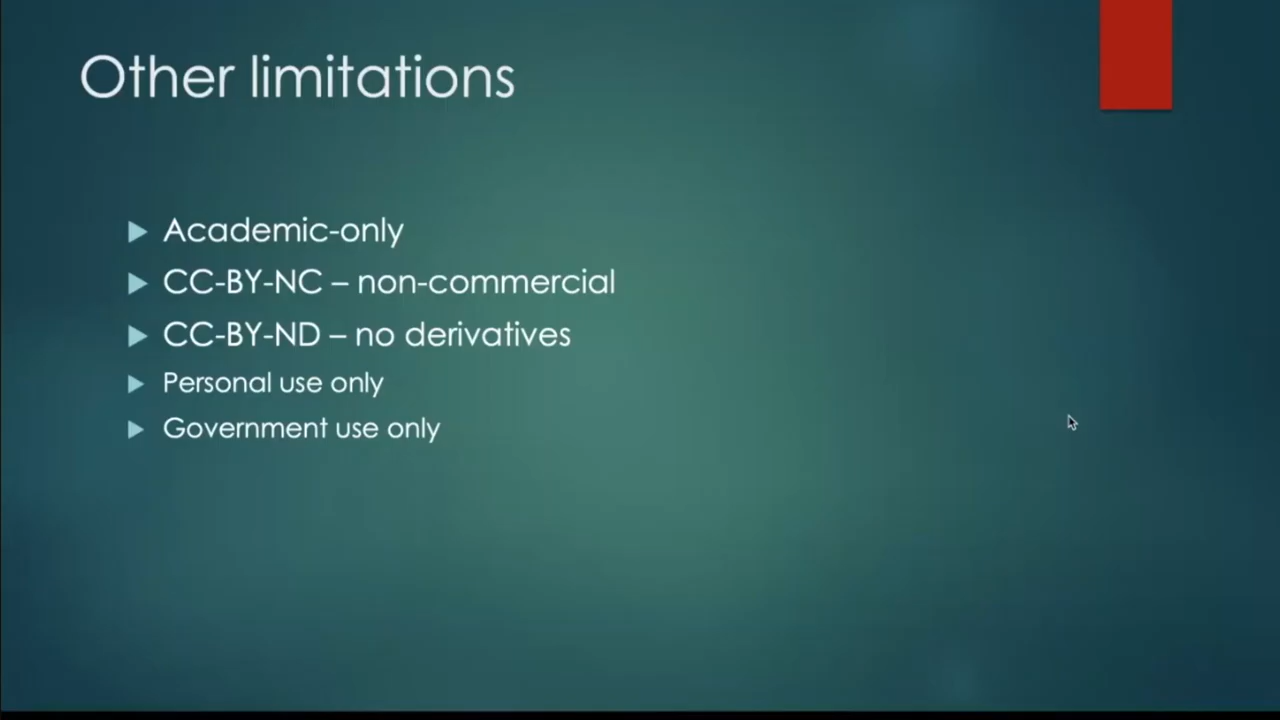 Other limitations
Academic-only
CC-BY-NC – non-commercial
CC-BY-ND – no derivatives
Personal use only
Government use only